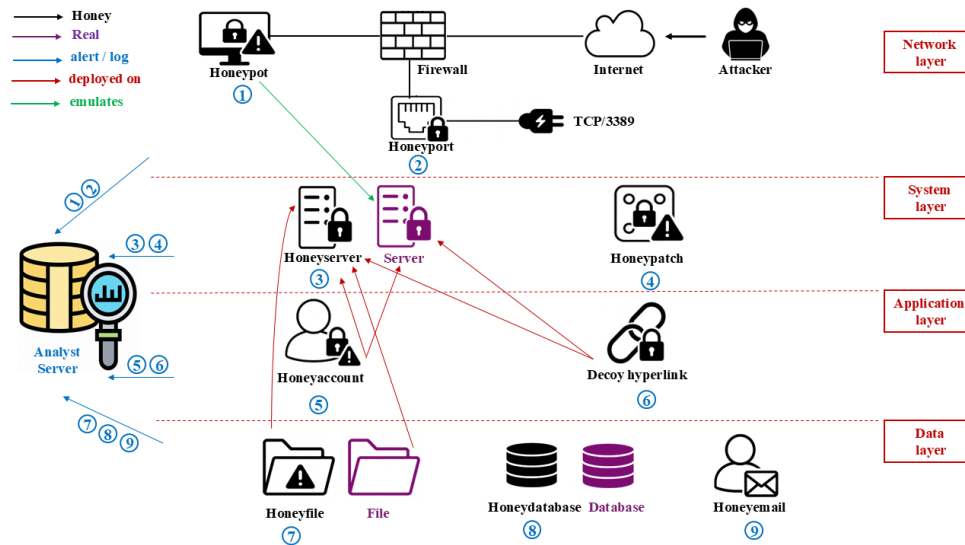 Honey
Real
alert / log
deployed on
emulates
Honeypot
①
Firewall
Internet
Attacker
Network
layer
Honeyport
②
TCP/3389
① ②
System
layer
Honeyserver
③
Server
Honeypatch
④
③ ④
Application
layer
Analyst
Server
Honeyaccount
⑤
Decoy hyperlink
⑥
⑤ ⑥
⑦ ⑧ ⑨
Data
layer
Honeyfile
⑦
File
Honeydatabase
⑧
Database
Honeyemail
⑨